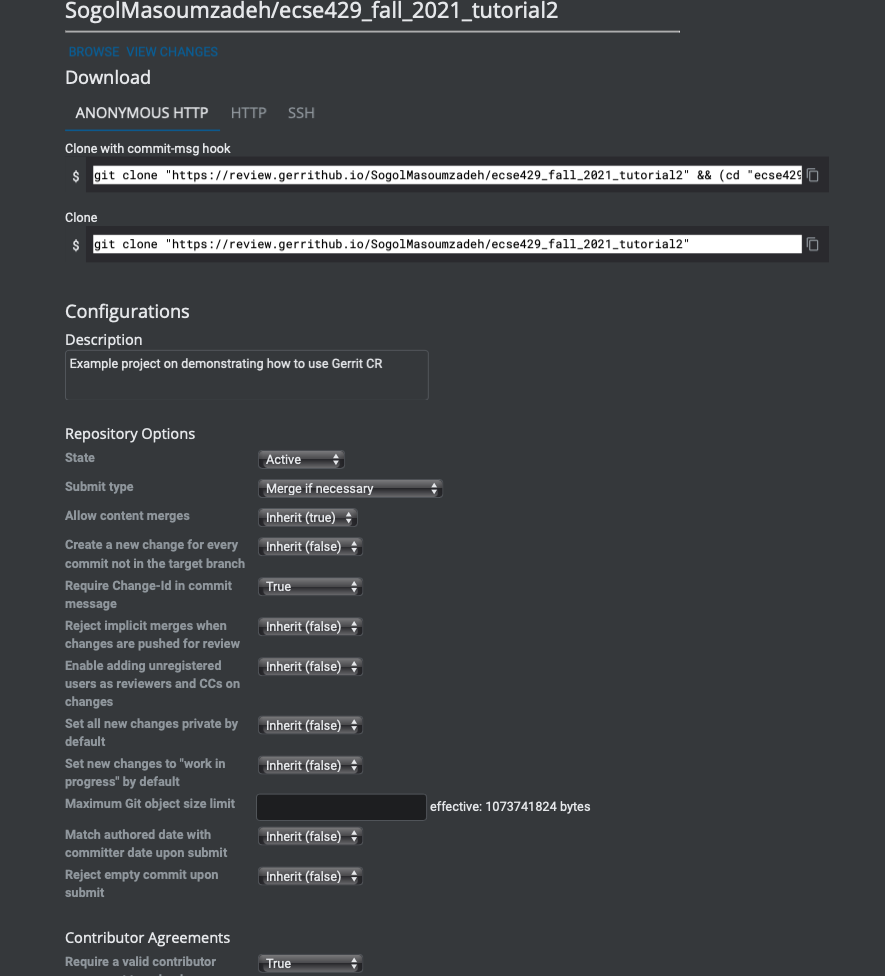 SogolMasoumzadeh/ecse429_fall_2021_tutorial2
BROWSE VIEW CHANGES
Download
ANONYMOUS HTTP HTTP SSH
Clone with commit-msg hook
$ git clone "https://review.gerrithub.io/SogolMasoumzadeh/ecse429_fall_2021_tutorial2" && (cd "ecse429
Clone
$ git clone "https://review.gerrithub.io/SogolMasoumzadeh/ecse429_fall_2021_tutorial2"
Configurations
Description
Example project on demonstrating how to use Gerrit CR
Repository Options
State Active
Submit type Merge if necessary
Allow content merges Inherit (true)
Create a new change for every Inherit (false)
commit not in the target branch
Require Change-Id in commit True
message
Reject implicit merges when Inherit (false)
changes are pushed for review
Enable adding unregistered Inherit (false)
users as reviewers and CCs on
changes
Set all new changes private by Inherit (false)
default
Set new changes to "work in Inherit (false)
progress" by default
Maximum Git object size limit effective: 1073741824 bytes
Match authored date with Inherit (false)
committer date upon submit
Reject empty commit upon Inherit (false)
submit
Contributor Agreements
Require a valid contributor True